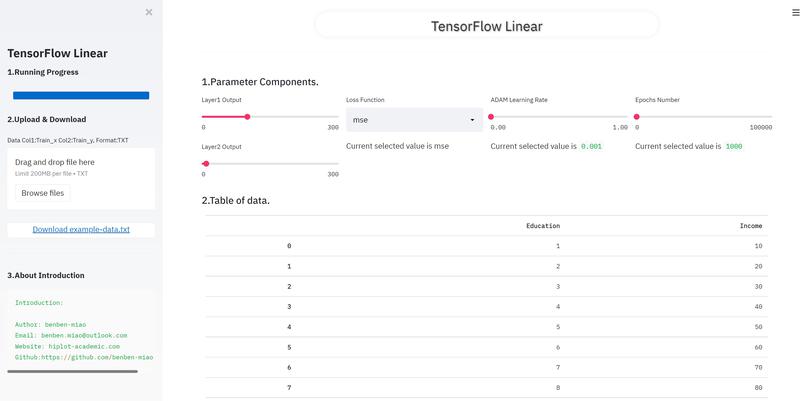 TensorFlow Linear
1.Running Progress
2.Upload & Download
Data Col1:Train_x Col2:Train_y, Format:TXT
Drag and drop file here
Limit 200MB per file • TXT
Browse files
Download example-data.txt
3.About Introduction
Introduction:
Author: benben-miao
Email: benben.miao@outlook.com
Website: hiplot-academic.com
Github:https://github.com/benben-miao
TensorFlow Linear
1.Parameter Components.
Layer1 Output
Loss Function
ADAM Learning Rate
Epochs Number
0 300
mse
0.00 1.00
0 100000
Layer2 Output
Current selected value is mse
Current selected value is 0.001
Current selected value is 1000
0 300
2.Table of data.
Education Income
0 1 10
1 2 20
2 3 30
3 4 40
4 5 50
5 6 60
6 7 70
7 8 80